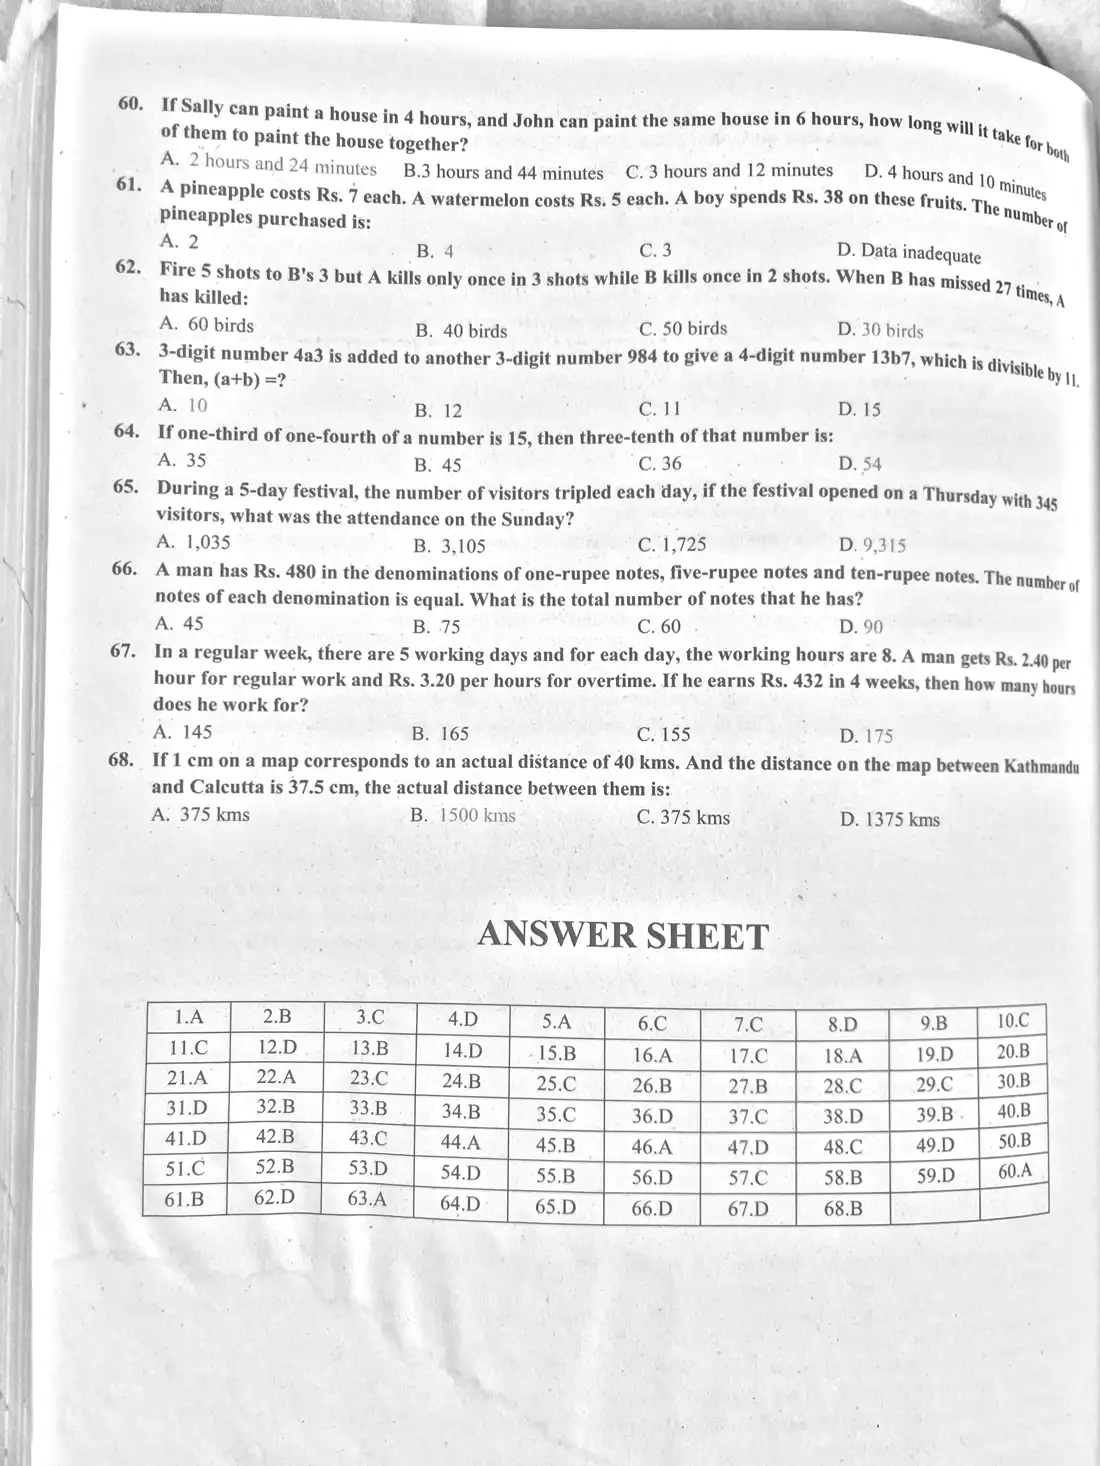 60. If Sally can paint a house in 4 hours, and John can paint the same house in 6 hours, how long will it take for both
of them to paint the house together?
A. 2 hours and 24 minutes B.3 hours and 44 minutes C. 3 hours and 12 minutes D. 4 hours and 10 minutes
61. A pineapple costs Rs. 7 each. A watermelon costs Rs. 5 each. A boy spends Rs. 38 on these fruits. The number of
pineapples purchased is:
A. 2 B. 4 C. 3 D. Data inadequate
62. Fire 5 shots to B's 3 but A kills only once in 3 shots while B kills once in 2 shots. When B has missed 27 times, A
has killed:
A. 60 birds B. 40 birds C. 50 birds D. 30 birds
63. 3-digit number 4a3 is added to another 3-digit number 984 to give a 4-digit number 13b7, which is divisible by 11.
Then, (a+b) =?
A. 10 B. 12 C. 11 D. 15
64. If one-third of one-fourth of a number is 15, then three-tenth of that number is:
A. 35 B. 45 C. 36 D. 54
65. During a 5-day festival, the number of visitors tripled each day, if the festival opened on a Thursday with 345
visitors, what was the attendance on the Sunday?
A. 1,035 B. 3,105 C. 1,725 D. 9,315
66. A man has Rs. 480 in the denominations of one-rupee notes, five-rupee notes and ten-rupee notes. The number of
notes of each denomination is equal. What is the total number of notes that he has?
A. 45 B. 75 C. 60 D. 90
67. In a regular week, there are 5 working days and for each day, the working hours are 8. A man gets Rs. 2.40 per
hour for regular work and Rs. 3.20 per hours for overtime. If he earns Rs. 432 in 4 weeks, then how many hours
does he work for?
A. 145 B. 165 C. 155 D. 175
68. If 1 cm on a map corresponds to an actual distance of 40 kms. And the distance on the map between Kathmandu
and Calcutta is 37.5 cm, the actual distance between them is:
A. 375 kms B. 1500 kms C. 375 kms D. 1375 kms
ANSWER SHEET
1.A 2.B 3.C 4.D 5.A 6.C 7.C 8.D 9.B 10.C
11.C 12.D 13.B 14.D 15.B 16.A 17.C 18.A 19.D 20.B
21.A 22.A 23.C 24.B 25.C 26.B 27.B 28.C 29.C 30.B
31.D 32.B 33.B 34.B 35.C 36.D 37.C 38.D 39.B 40.B
41.D 42.B 43.C 44.A 45.B 46.A 47.D 48.C 49.D 50.B
51.C 52.B 53.D 54.D 55.B 56.D 57.C 58.B 59.D 60.A
61.B 62.D 63.A 64.D 65.D 66.D 67.D 68.B